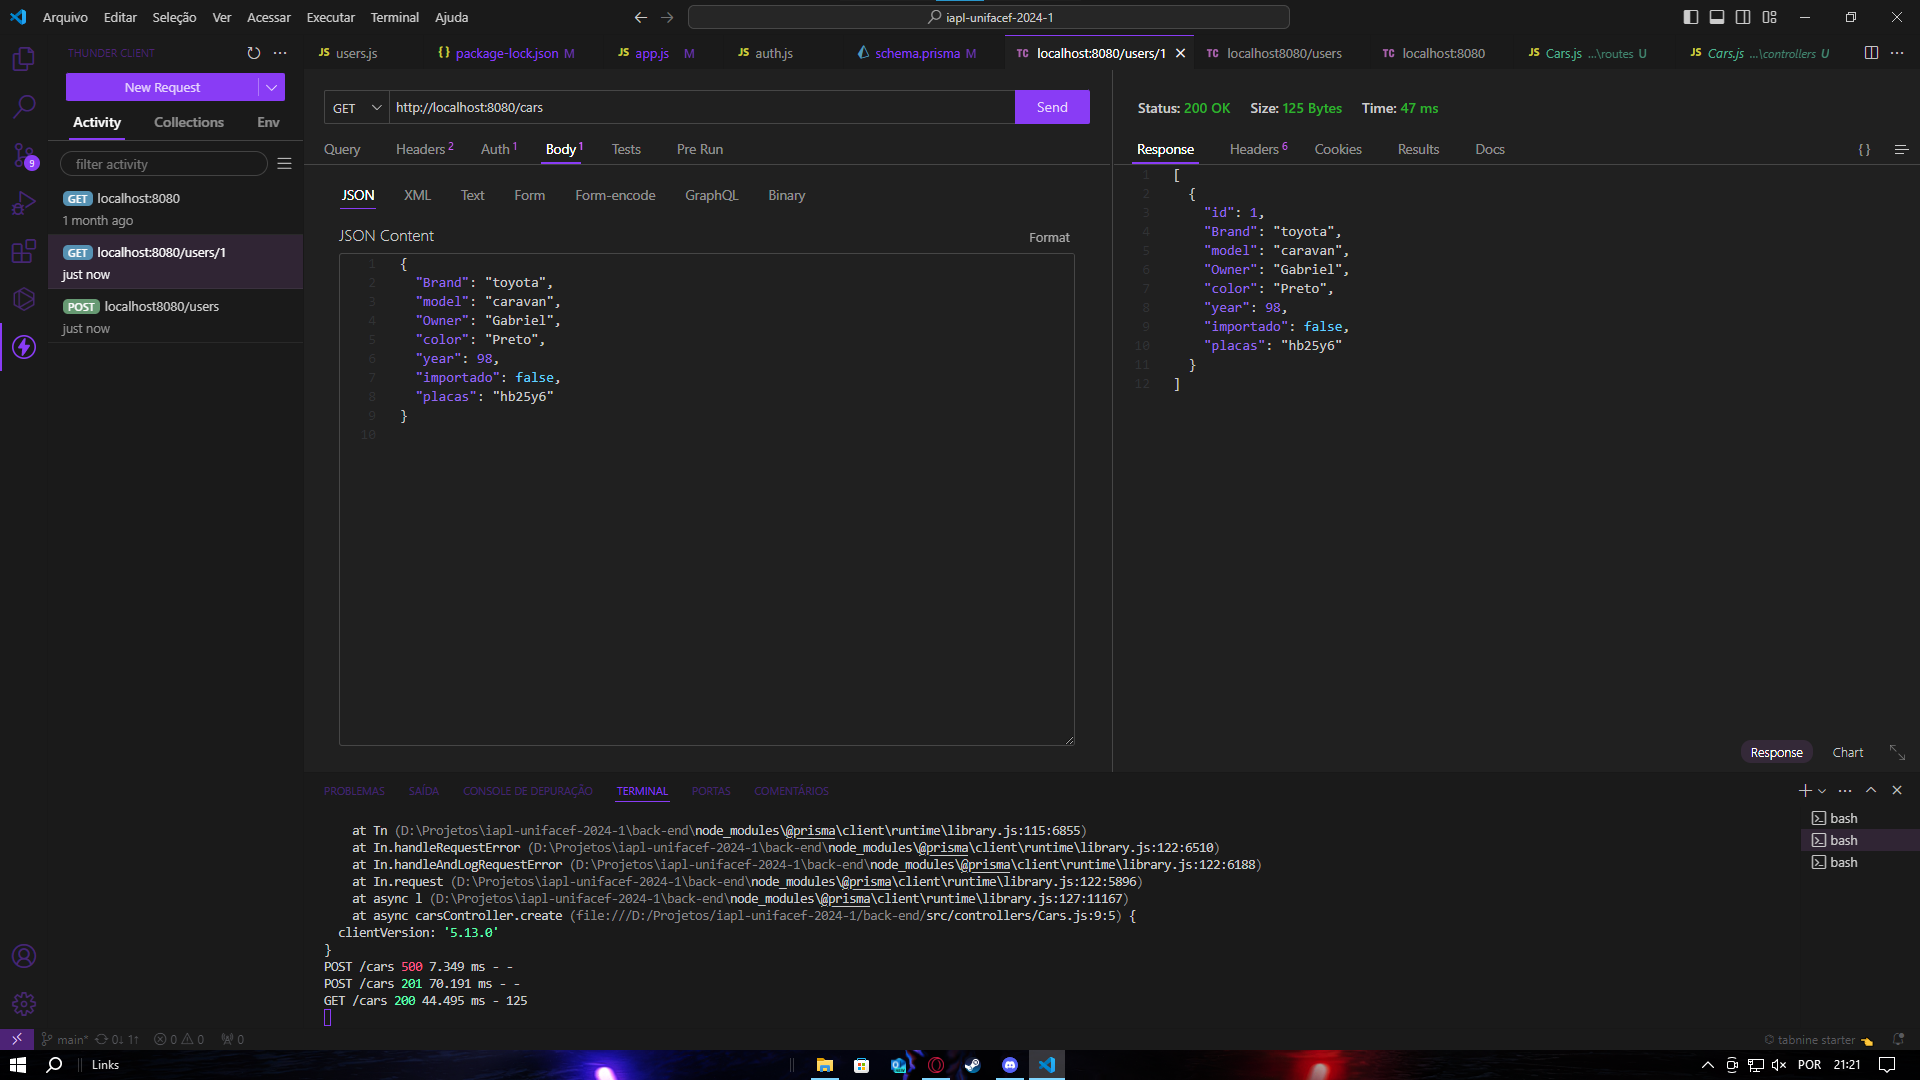 Arquivo Editar Seleção Ver Acessar Executar Terminal Ajuda
iapl-unifacef-2024-1
THUNDER CLIENT
JS users.js
{} package-lock.json M
JS app.js M
JS auth.js
schema.prisma M
TC localhost:8080/users/1
TC localhost8080/users
TC localhost:8080
JS Cars.js ...\routes U
JS Cars.js ...\controllers U
New Request
Activity Collections Env
filter activity
GET localhost:8080
1 month ago
GET localhost:8080/users/1
just now
POST localhost8080/users
just now
9
GET http://localhost:8080/cars Send
Query Headers 2 Auth 1 Body 1 Tests Pre Run
JSON XML Text Form Form-encode GraphQL Binary
JSON Content Format
1 {
2 "Brand": "toyota",
3 "model": "caravan",
4 "Owner": "Gabriel",
5 "color": "Preto",
6 "year": 98,
7 "importado": false,
8 "placas": "hb25y6"
9 }
10
Status: 200 OK Size: 125 Bytes Time: 47 ms
Response Headers 6 Cookies Results Docs {}
1 [
2 {
3 "id": 1,
4 "Brand": "toyota",
5 "model": "caravan",
6 "Owner": "Gabriel",
7 "color": "Preto",
8 "year": 98,
9 "importado": false,
10 "placas": "hb25y6"
11 }
12 ]
Response Chart
PROBLEMAS SAÍDA CONSOLE DE DEPURAÇÃO TERMINAL PORTAS COMENTÁRIOS
at Tn (D:\Projetos\iapl-unifacef-2024-1\back-end\node_modules\@prisma\client\runtime\library.js:115:6855)
at In.handleRequestError (D:\Projetos\iapl-unifacef-2024-1\back-end\node_modules\@prisma\client\runtime\library.js:122:6510)
at In.handleAndLogRequestError (D:\Projetos\iapl-unifacef-2024-1\back-end\node_modules\@prisma\client\runtime\library.js:122:6188)
at In.request (D:\Projetos\iapl-unifacef-2024-1\back-end\node_modules\@prisma\client\runtime\library.js:122:5896)
at async l (D:\Projetos\iapl-unifacef-2024-1\back-end\node_modules\@prisma\client\runtime\library.js:127:11167)
at async carsController.create (file:///D:/Projetos/iapl-unifacef-2024-1/back-end/src/controllers/Cars.js:9:5) {
clientVersion: '5.13.0'
}
POST /cars 500 7.349 ms - -
POST /cars 201 70.191 ms - -
GET /cars 200 44.495 ms - 125
bash
bash
bash
main* 0↓ 1↑ 0 0 0
© tabnine starter
Links
POR 21:21